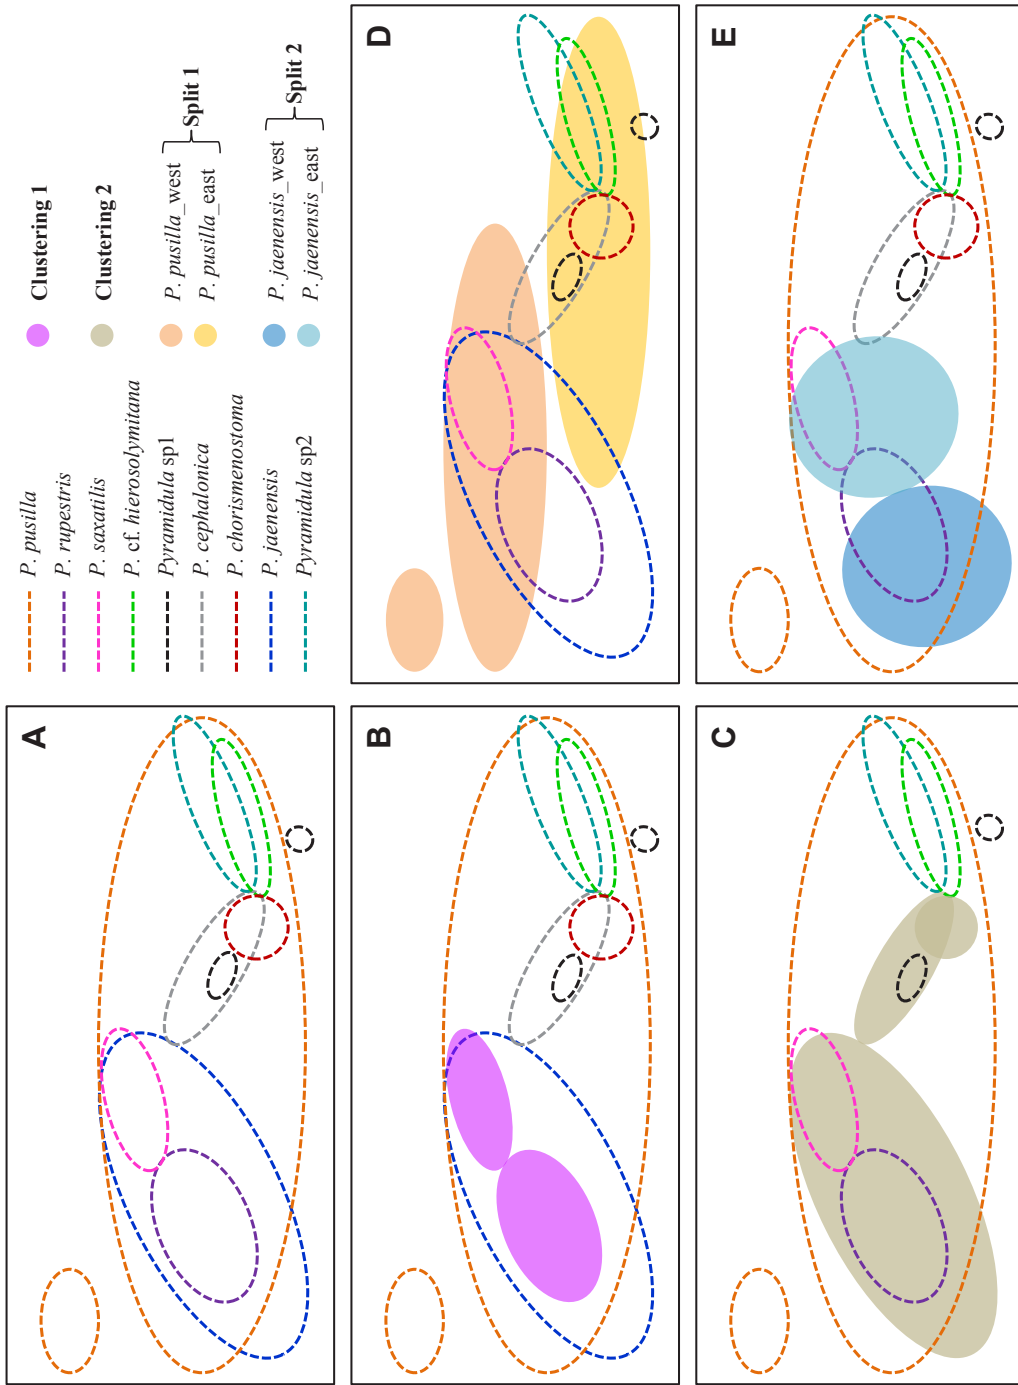 P. pusilla
P. rupestris
P. saxatilis
P. cf. hierosolymitana
Pyramidula sp1
P. cephalonica
P. chorismenostoma
P. jaenensis
Pyramidula sp2
Clustering 1
Clustering 2
P. pusilla_west
P. pusilla_east
Split 1
P. jaenensis_west
P. jaenensis_east
Split 2
A
B
C
D
E